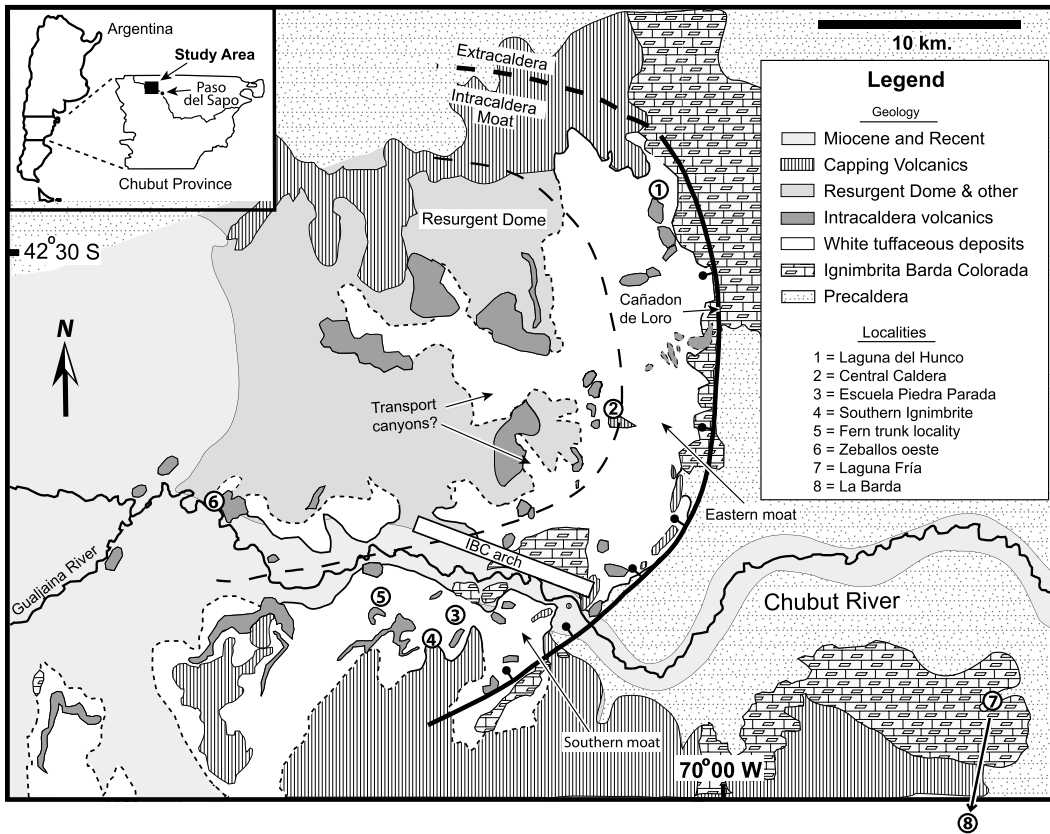 Argentina
Study Area
Paso
del Sapo
Chubut Province
Extracaldera
Intracaldera
Moat
10 km.
Legend
Geology
Miocene and Recent
Capping Volcanics
Resurgent Dome & other
Intracaldera volcanics
White tuffaceous deposits
Ignimbrita Barda Colorada
Precaldera
Localities
1 = Laguna del Hunco
2 = Central Caldera
3 = Escuela Piedra Parada
4 = Southern Ignimbrite
5 = Fern trunk locality
6 = Zeballos oeste
7 = Laguna Fría
8 = La Barda
1
Resurgent Dome
42°30 S
Cañadon
de Loro
N
Transport
canyons?
2
6
Eastern moat
IBC arch
Gualjaina River
5
3
4
Chubut River
7
Southern moat
70°00 W
8